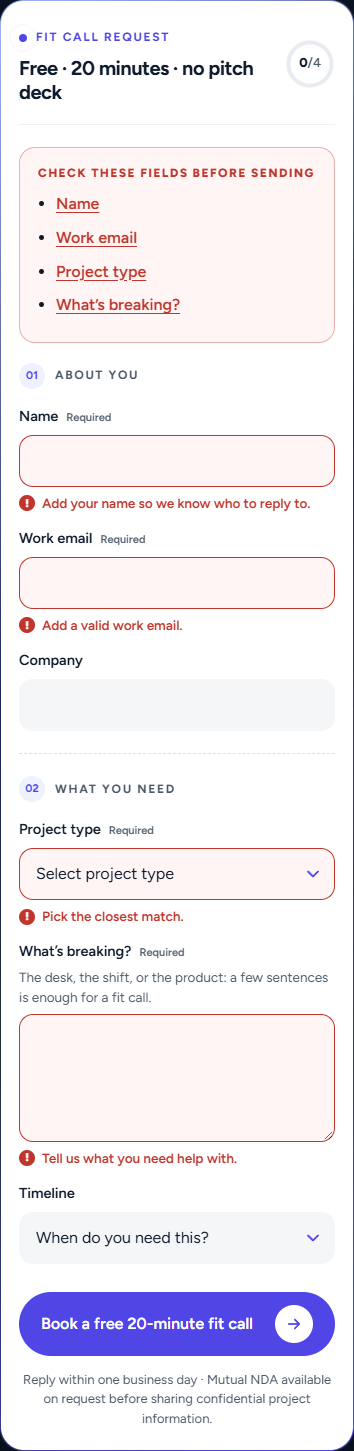 FIT CALL REQUEST
Free · 20 minutes · no pitch
deck
0/4
CHECK THESE FIELDS BEFORE SENDING
• Name
• Work email
• Project type
• What’s breaking?
01 ABOUT YOU
Name Required
! Add your name so we know who to reply to.
Work email Required
! Add a valid work email.
Company
02 WHAT YOU NEED
Project type Required
Select project type
! Pick the closest match.
What’s breaking? Required
The desk, the shift, or the product: a few sentences
is enough for a fit call.
! Tell us what you need help with.
Timeline
When do you need this?
Book a free 20-minute fit call →
Reply within one business day · Mutual NDA available
on request before sharing confidential project
information.